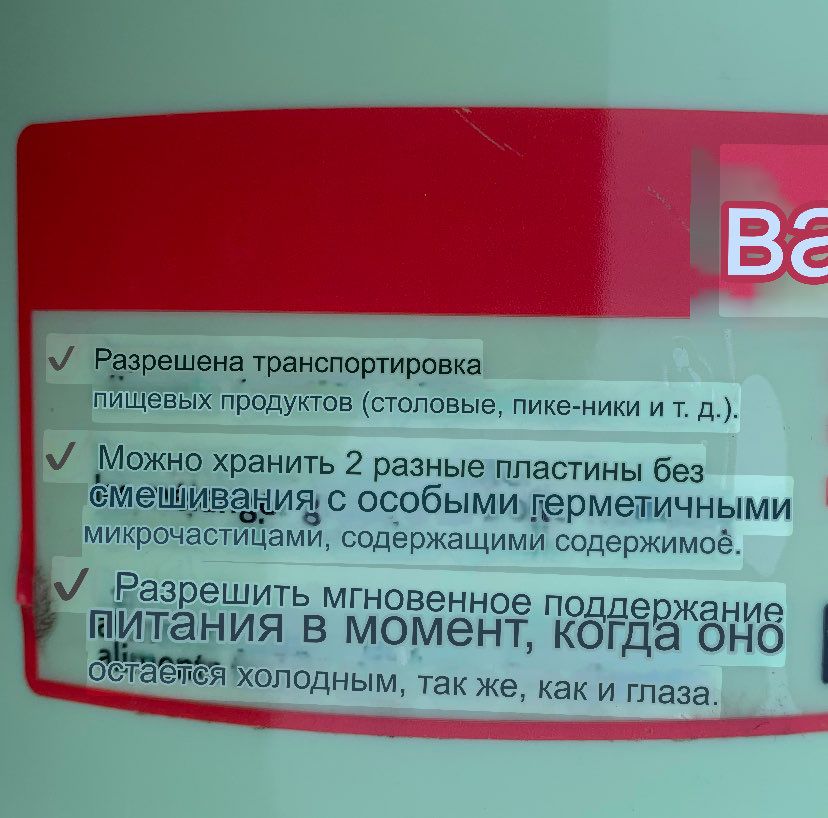 ва
✓ Разрешена транспортировка
пищевых продуктов (столовые, пике-ники и т. д.).
✓ Можно хранить 2 разные пластины без
смешивания с особыми герметичными
микрочастицами, содержащими содержимое.
✓ Разрешить мгновенное поддержание
питания в момент, когда оно
остается холодным, так же, как и глаза.